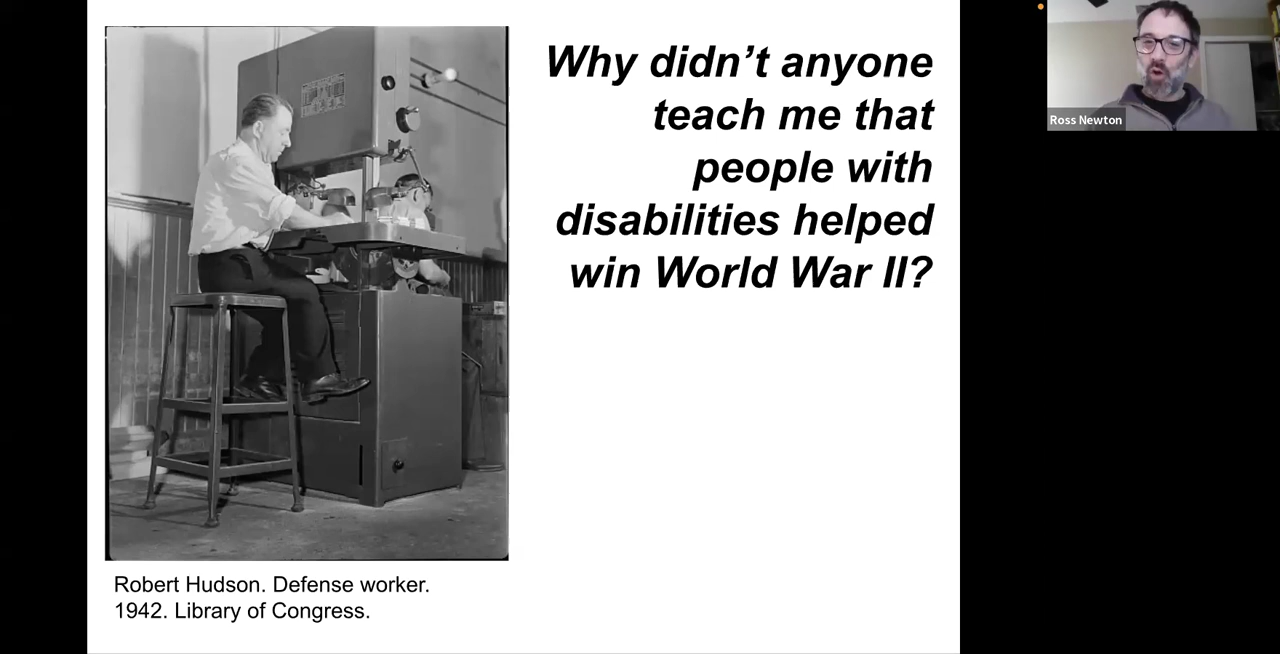 Why didn’t anyone
teach me that
people with
disabilities helped
win World War II?
Ross Newton
Robert Hudson. Defense worker.
1942. Library of Congress.